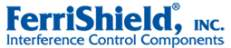 FerriShield,® INC.
Interference Control Components